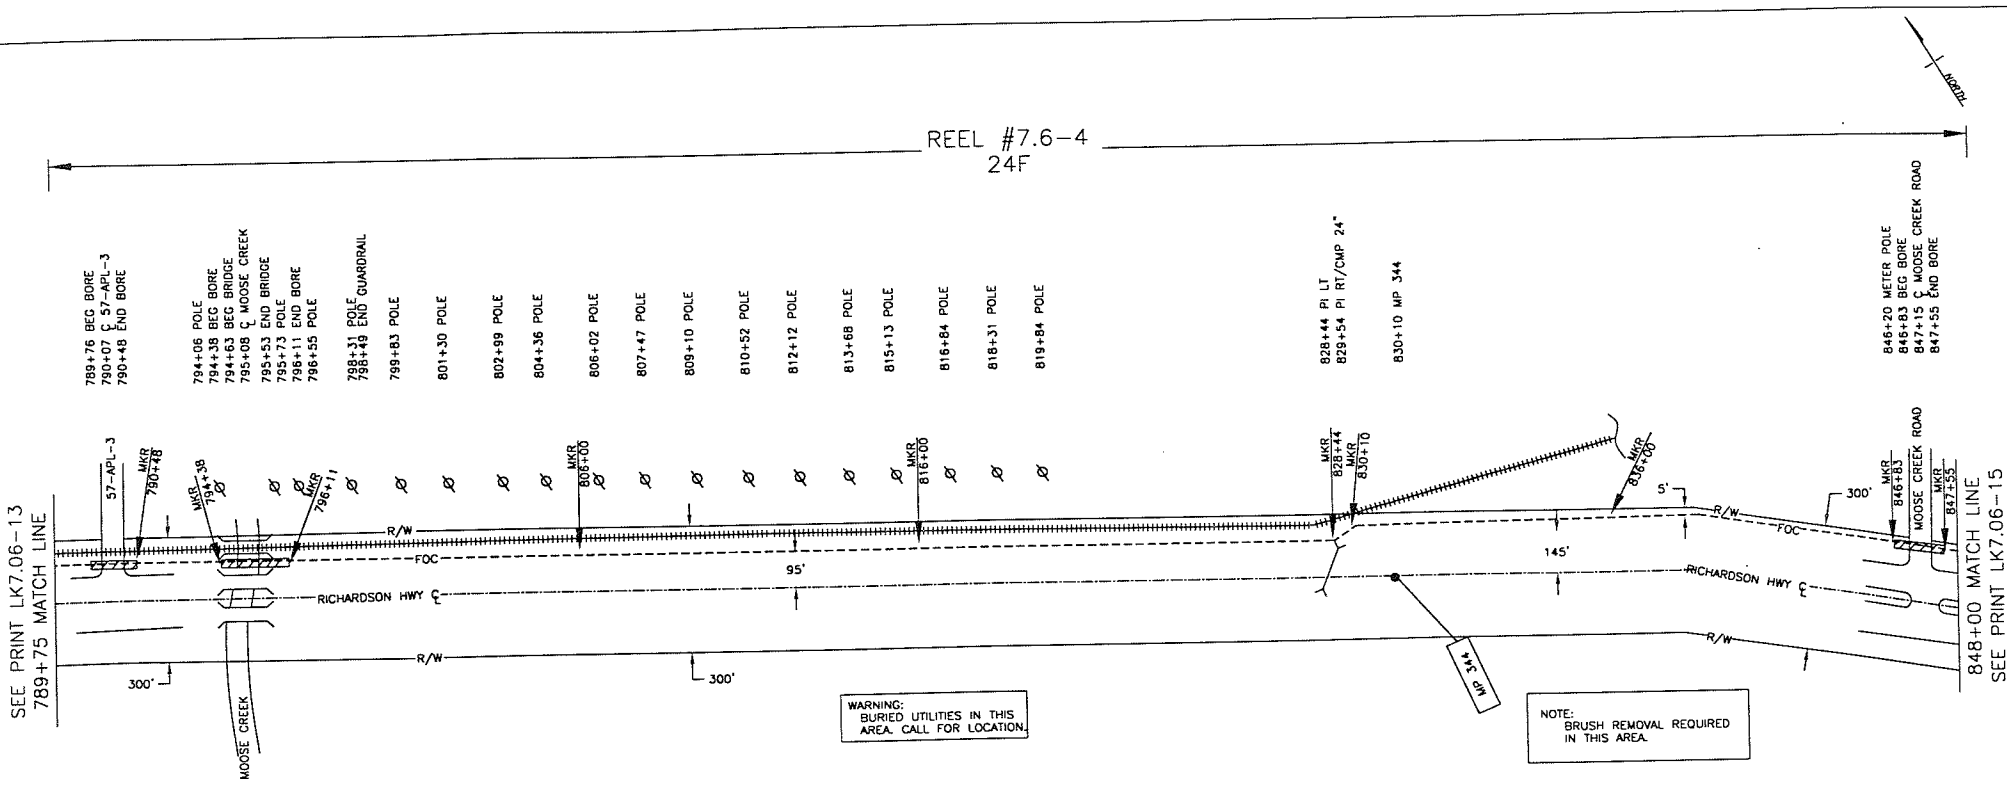 NORTH
REEL #7.6-4
24F
789+76 BEG BORE
790+07 ℄ 57-APL-3
790+48 END BORE
794+06 POLE
794+38 BEG BORE
794+63 BEG BRIDGE
795+08 ℄ MOOSE CREEK
795+53 END BRIDGE
795+73 POLE
796+11 END BORE
796+55 POLE
798+31 POLE
798+49 END GUARDRAIL
799+83 POLE
801+30 POLE
802+99 POLE
804+36 POLE
806+02 POLE
807+47 POLE
809+10 POLE
810+52 POLE
812+12 POLE
813+68 POLE
815+13 POLE
816+84 POLE
818+31 POLE
819+84 POLE
828+44 PI LT
829+54 PI RT/CMP 24"
830+10 MP 344
846+20 METER POLE
846+83 BEG BORE
847+15 ℄ MOOSE CREEK ROAD
847+55 END BORE
SEE PRINT LK7.06-13
789+75 MATCH LINE
57-APL-3
MKR
790+48
MKR
794+38
MKR
796+11
MKR
806+00
MKR
816+00
MKR
828+44
MKR
830+10
MKR
836+00
MKR
846+83
MOOSE CREEK ROAD
MKR
847+55
848+00 MATCH LINE
SEE PRINT LK7.06-15
R/W
FOC
95'
145'
5'
R/W
300'
FOC
RICHARDSON HWY ℄
RICHARDSON HWY ℄
R/W
R/W
300'
300'
MOOSE CREEK
MP 344
WARNING:
BURIED UTILITIES IN THIS
AREA. CALL FOR LOCATION.
NOTE:
BRUSH REMOVAL REQUIRED
IN THIS AREA.